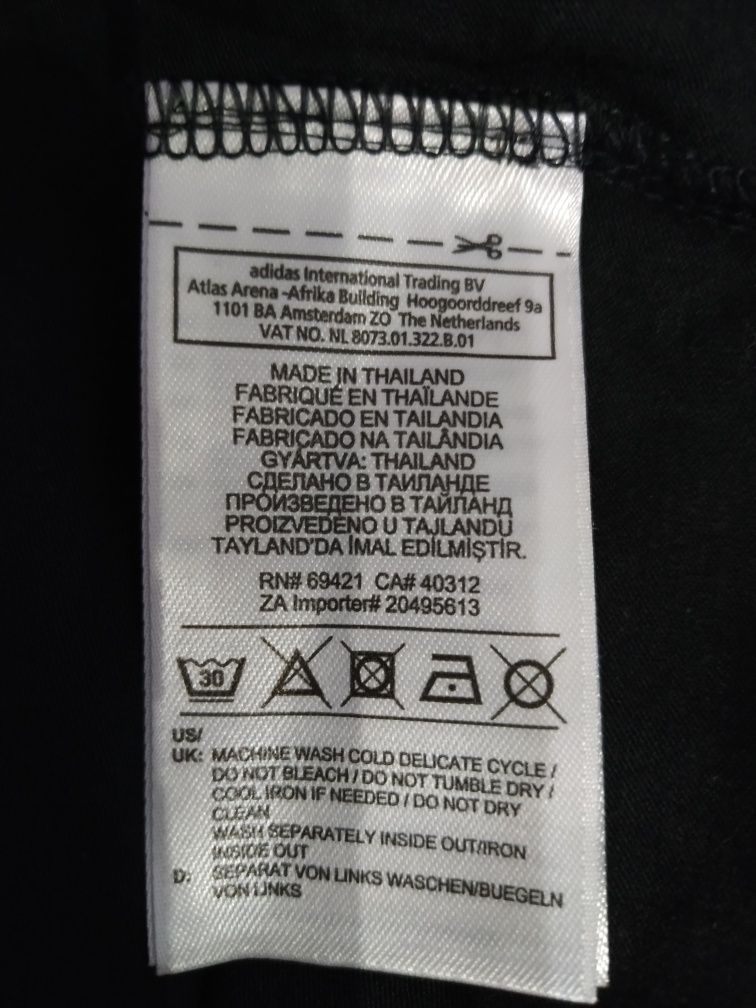 adidas International Trading BV
Atlas Arena -Afrika Building Hoogoorddreef 9a
1101 BA Amsterdam ZO The Netherlands
VAT NO. NL 8073.01.322.B.01
MADE IN THAILAND
FABRIQUÉ EN THAÏLANDE
FABRICADO EN TAILANDIA
FABRICADO NA TAILÂNDIA
GYÁRTVA: THAILAND
СДЕЛАНО В ТАИЛАНДЕ
ПРОИЗВЕДЕНО В ТАЙЛАНД
PROIZVEDENO U TAJLANDU
TAYLAND'DA İMAL EDİLMİŞTİR.
RN# 69421 CA# 40312
ZA Importer# 20495613
30
US/
UK: MACHINE WASH COLD DELICATE CYCLE /
DO NOT BLEACH / DO NOT TUMBLE DRY /
COOL IRON IF NEEDED / DO NOT DRY
CLEAN
WASH SEPARATELY INSIDE OUT/IRON
INSIDE OUT
D: SEPARAT VON LINKS WASCHEN/BUEGELN
VON LINKS